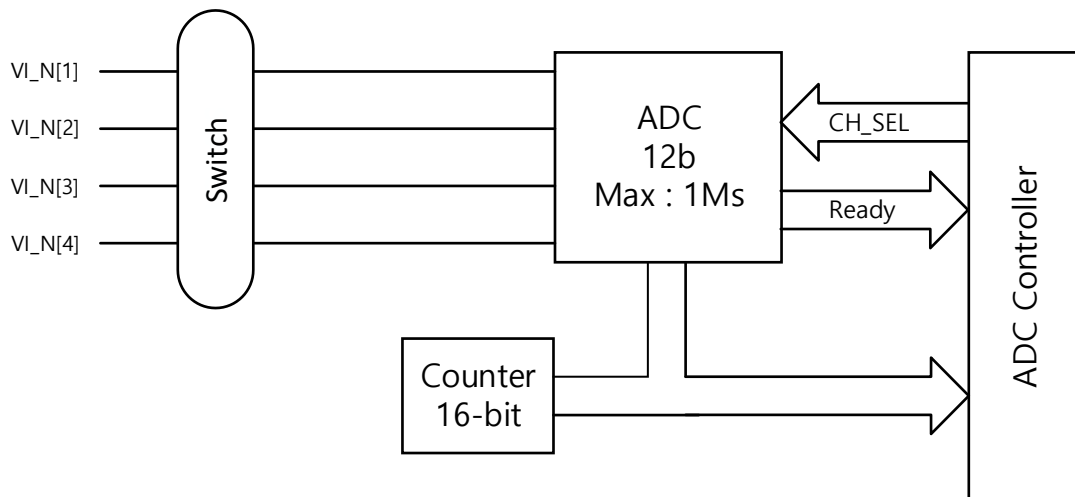 VI_N[1]
VI_N[2]
VI_N[3]
VI_N[4]
Switch
ADC
12b
Max : 1Ms
CH_SEL
Ready
Counter
16-bit
ADC Controller